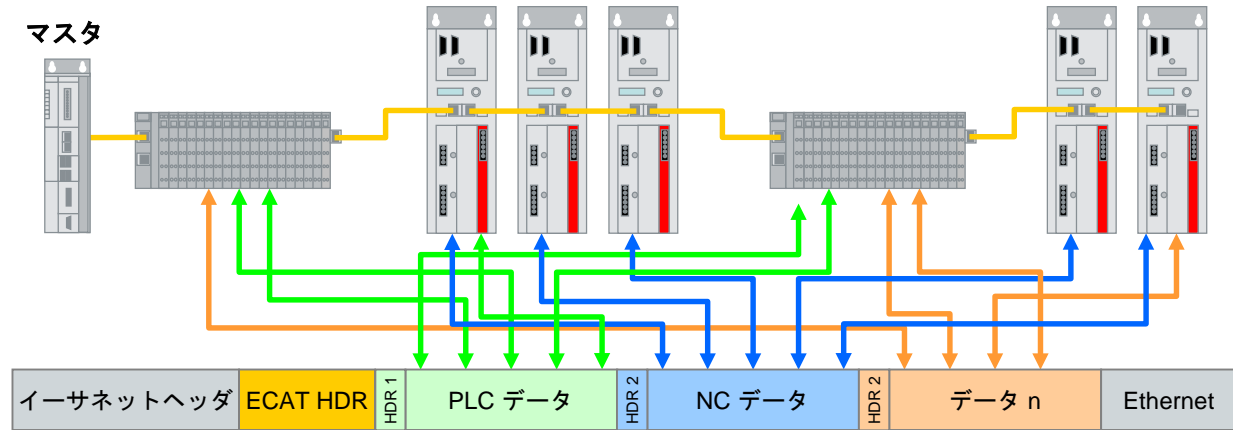 マスタ
イーサネットヘッダ
ECAT HDR
HDR 1
PLC データ
HDR 2
NC データ
HDR 2
データ n
Ethernet